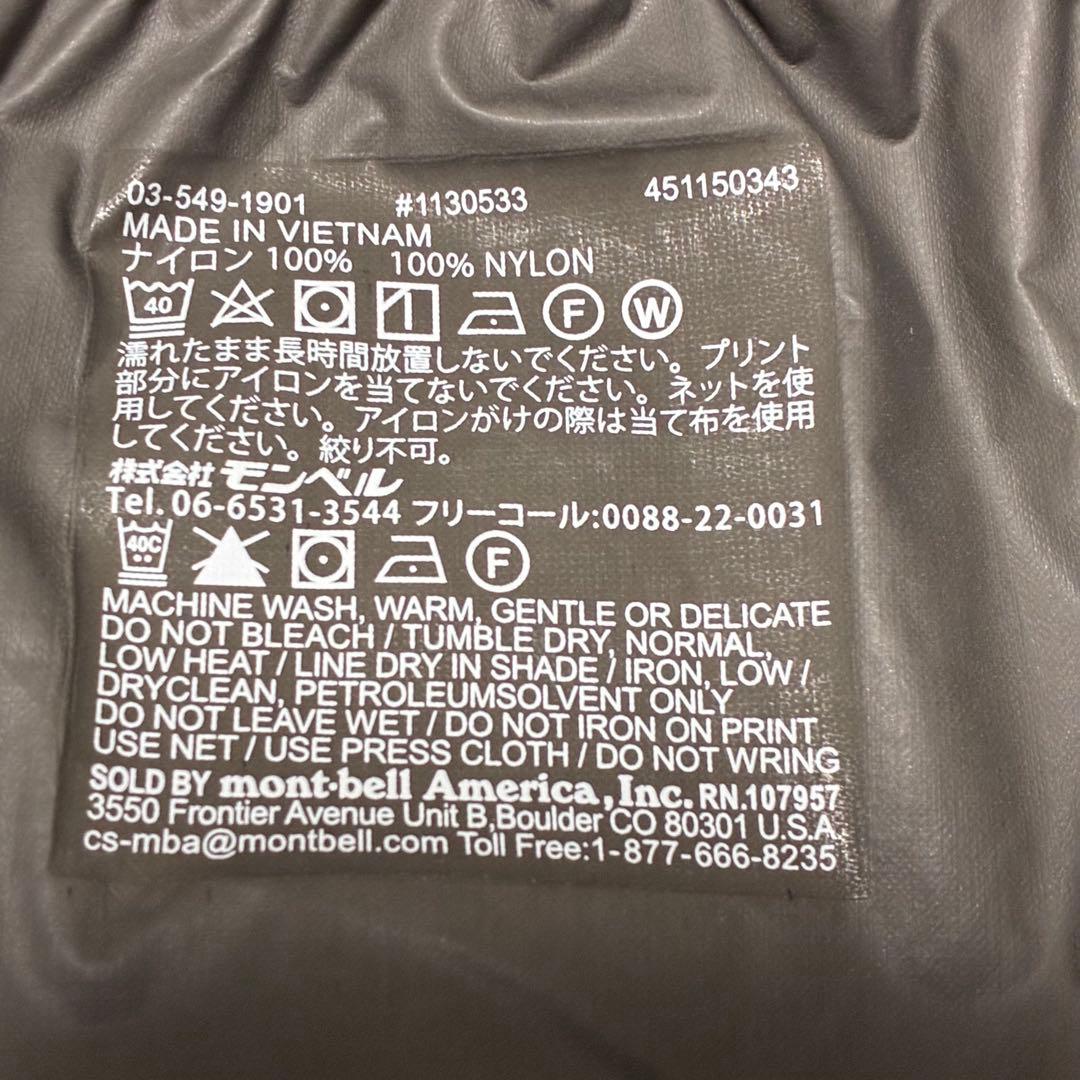 03-549-1901 #1130533 451150343
MADE IN VIETNAM
ナイロン 100% 100% NYLON
40 F W
濡れたまま長時間放置しないでください。プリント
部分にアイロンを当てないでください。ネットを使
用してください。アイロンがけの際は当て布を使用
してください。絞り不可。
株式会社モンベル
Tel. 06-6531-3544 フリーコール:0088-22-0031
40C F
MACHINE WASH, WARM, GENTLE OR DELICATE
DO NOT BLEACH / TUMBLE DRY, NORMAL,
LOW HEAT / LINE DRY IN SHADE / IRON, LOW /
DRYCLEAN, PETROLEUMSOLVENT ONLY
DO NOT LEAVE WET / DO NOT IRON ON PRINT
USE NET / USE PRESS CLOTH / DO NOT WRING
SOLD BY mont-bell America, Inc. RN.107957
3550 Frontier Avenue Unit B,Boulder CO 80301 U.S.A.
cs-mba@montbell.com Toll Free:1-877-666-8235